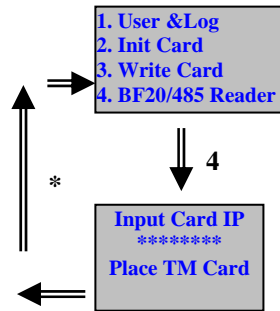 1. User &Log
2. Init Card
3. Write Card
4. BF20/485 Reader
4
*
Input Card IP
********
Place TM Card